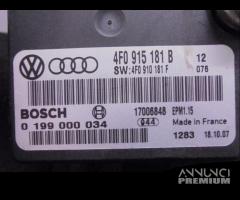 4F0 915 181 B 12
SW:4F0 910 181 F 076
BOSCH 17006848 EPM1.15
0 199 000 034 G44 Made in France
1283 18.10.07
ANNUNCI
PREMIUM